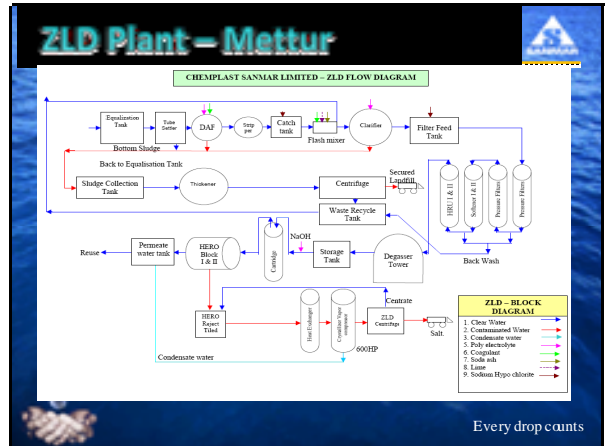 ZLD Plant – Mettur
SANMAR
CHEMPLAST SANMAR LIMITED – ZLD FLOW DIAGRAM
Equalization
Tank
Tube
Settler
DAF
Strip
per
Catch
tank
Flash mixer
Clarifier
Filter Feed
Tank
Bottom Sludge
Back to Equalisation Tank
Sludge Collection
Tank
Thickener
Centrifuge
Secured
Landfill
Waste Recycle
Tank
HRU I & II
Softener I & II
Pressure Filters
Pressure Filters
Back Wash
Reuse
Permeate
water tank
HERO
Block
I & II
Cartridge
NaOH
Storage
Tank
Degasser
Tower
HERO
Reject
Tiled
Heat Exchanger
Crystallizer Vapor
compressor
600HP
ZLD
Centrifuge
Centrate
Salt.
Condensate water
ZLD – BLOCK
DIAGRAM
1. Clear Water
2. Contaminated Water
3. Condensate water
5. Poly electrolyte
6. Coagulant
7. Soda ash
8. Lime
9. Sodium Hypo chlorite
Every drop counts